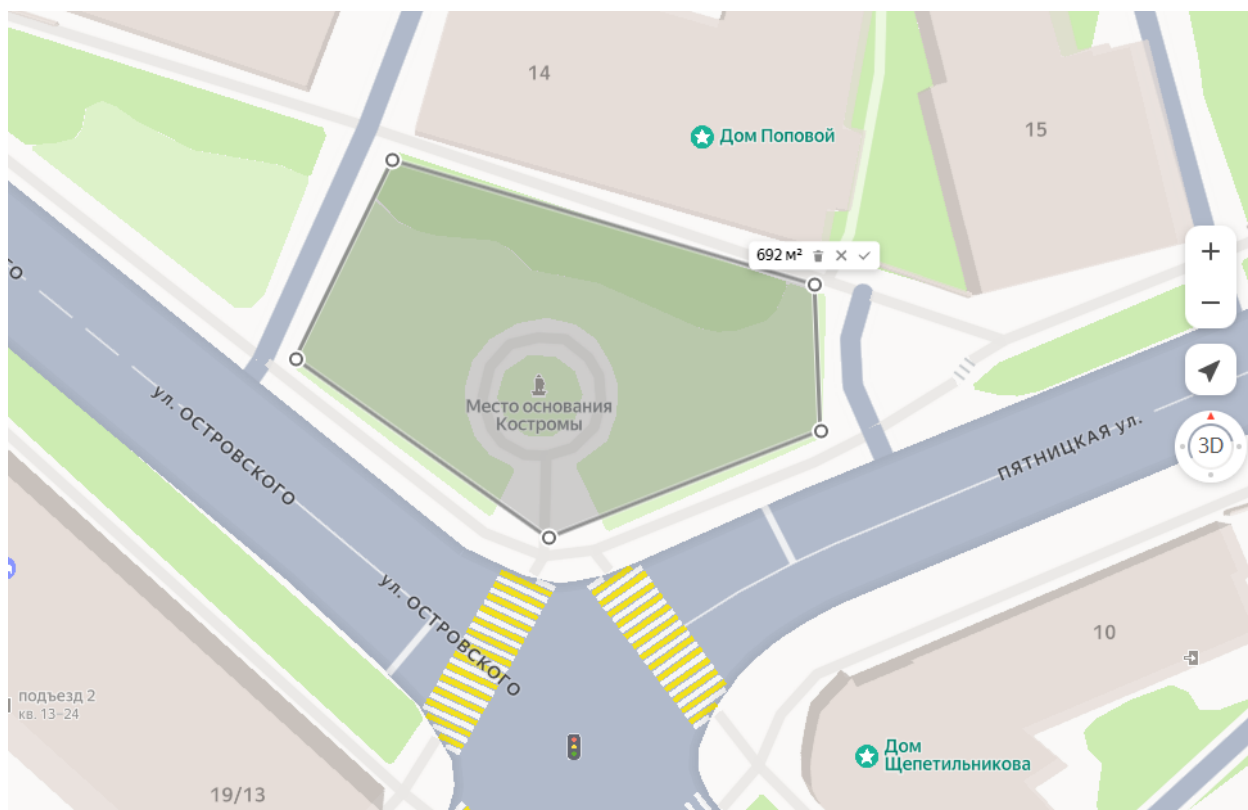 14
Дом Поповой
15
692 м²
Место основания
Костромы
ул. ОСТРОВСКОГО
ПЯТНИЦКАЯ ул.
3D
ул. ОСТРОВСКОГО
10
подъезд 2
кв. 13–24
Дом
Щепетильникова
19/13